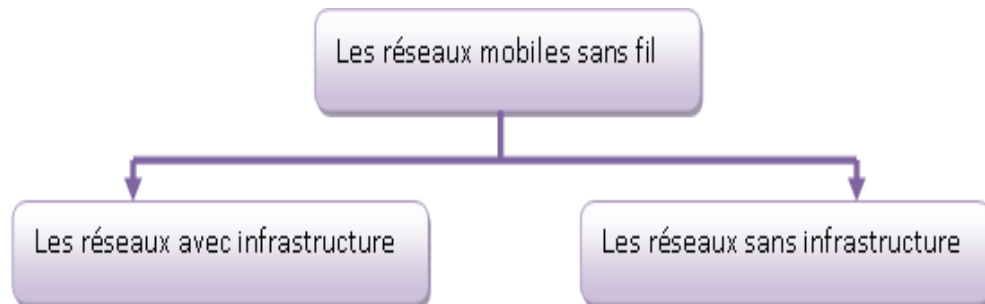 Les réseaux mobiles sans fil
Les réseaux avec infrastructure
Les réseaux sans infrastructure